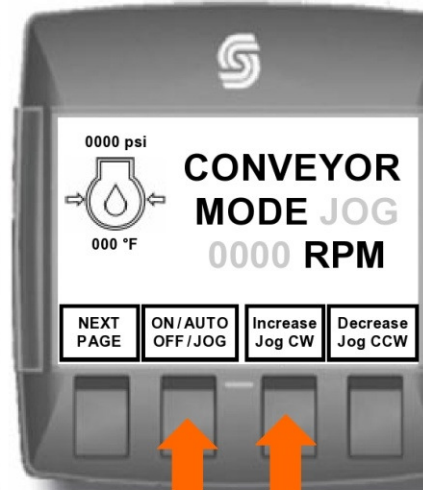 0000 psi
000 °F
CONVEYOR
MODE JOG
0000 RPM
NEXT
PAGE
ON/AUTO
OFF/JOG
Increase
Jog CW
Decrease
Jog CCW